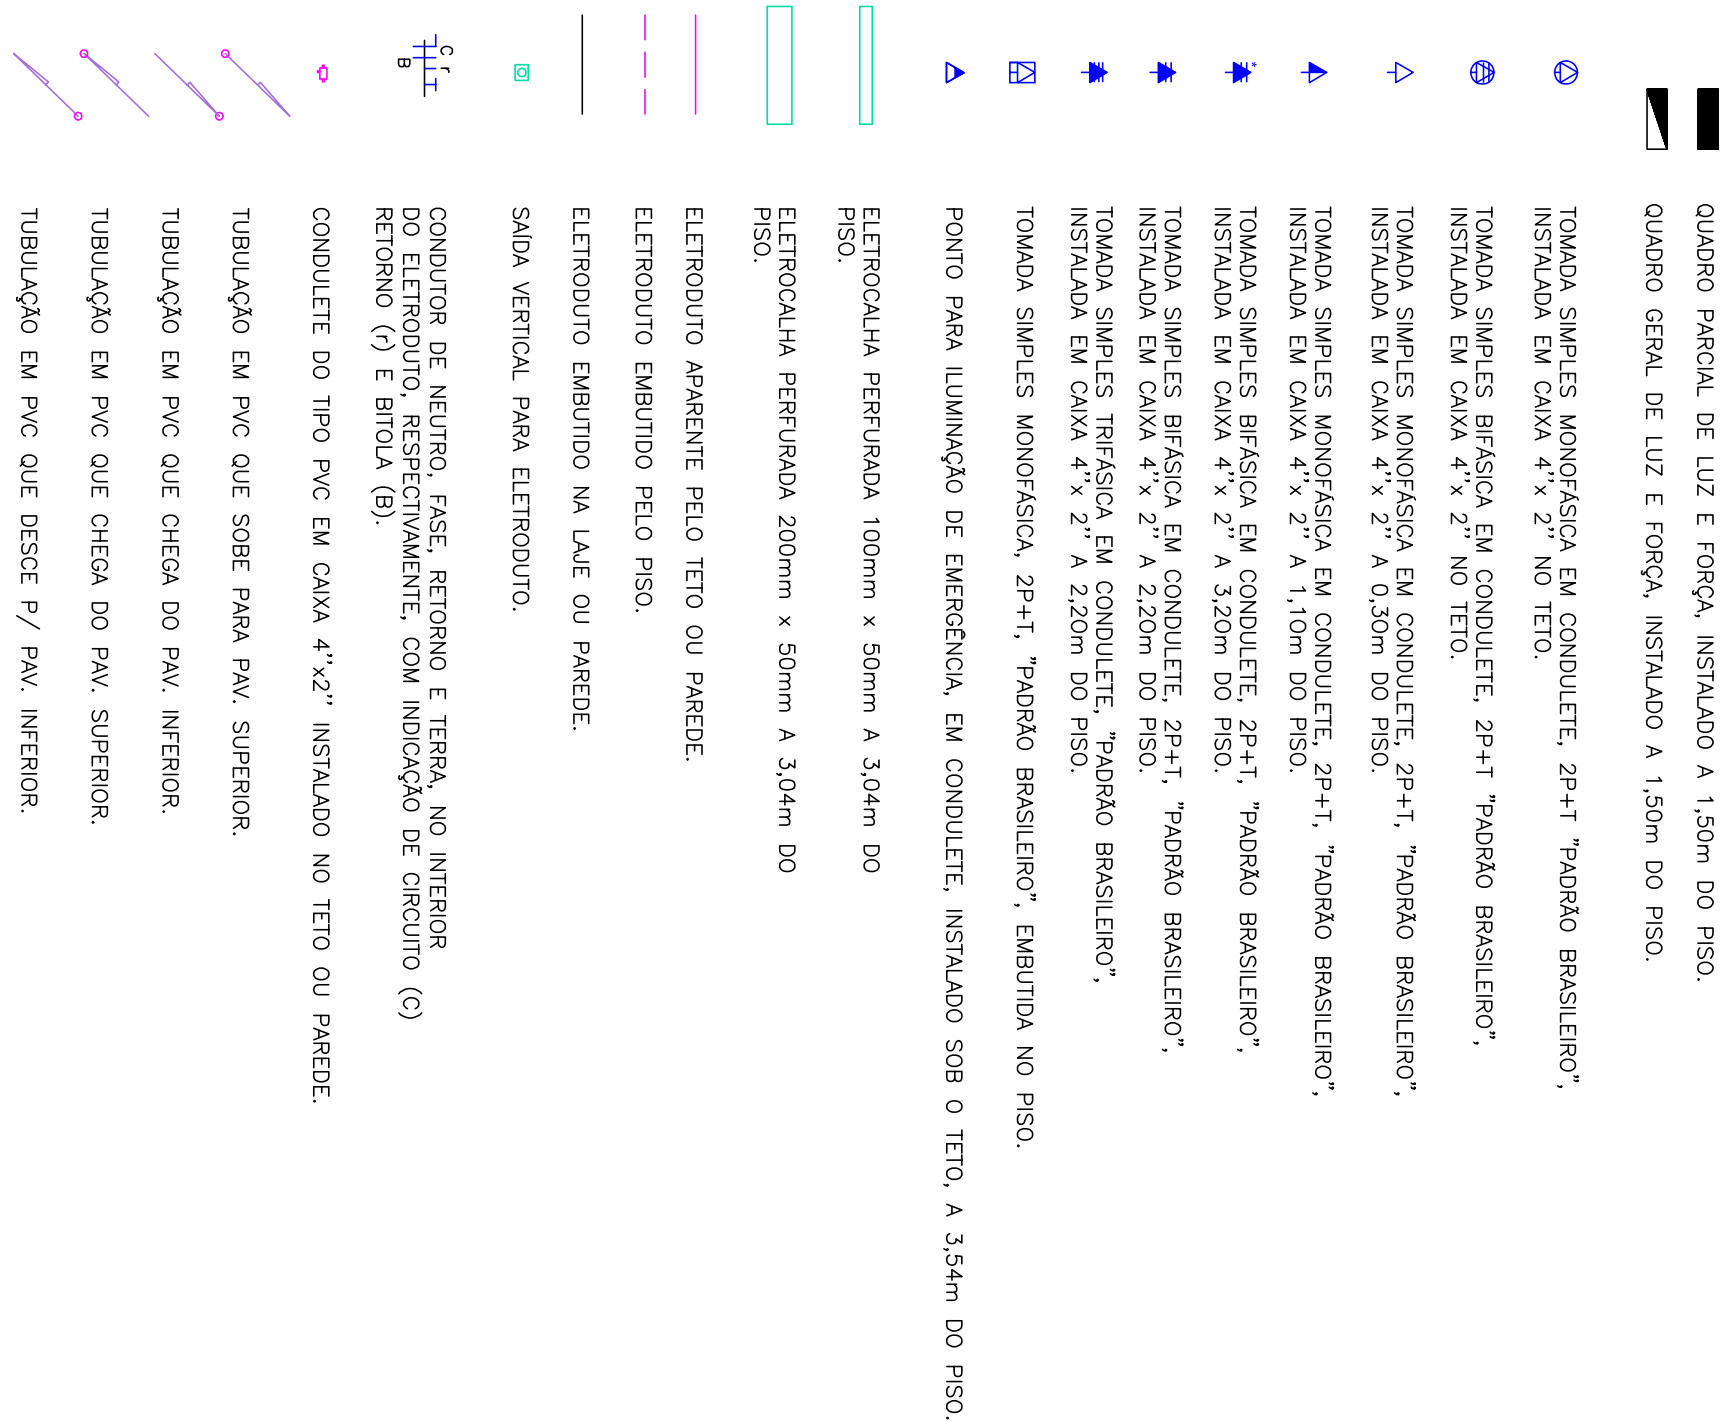 QUADRO PARCIAL DE LUZ E FORÇA, INSTALADO A 1,50m DO PISO.
QUADRO GERAL DE LUZ E FORÇA, INSTALADO A 1,50m DO PISO.
TOMADA SIMPLES MONOFÁSICA EM CONDULETE, 2P+T "PADRÃO BRASILEIRO",
INSTALADA EM CAIXA 4''x 2'' NO TETO.
TOMADA SIMPLES BIFÁSICA EM CONDULETE, 2P+T "PADRÃO BRASILEIRO",
INSTALADA EM CAIXA 4''x 2'' NO TETO.
TOMADA SIMPLES MONOFÁSICA EM CONDULETE, 2P+T, "PADRÃO BRASILEIRO",
INSTALADA EM CAIXA 4''x 2'' A 0,30m DO PISO.
TOMADA SIMPLES MONOFÁSICA EM CONDULETE, 2P+T, "PADRÃO BRASILEIRO",
INSTALADA EM CAIXA 4''x 2'' A 1,10m DO PISO.
*
TOMADA SIMPLES BIFÁSICA EM CONDULETE, 2P+T, "PADRÃO BRASILEIRO",
INSTALADA EM CAIXA 4''x 2'' A 3,20m DO PISO.
TOMADA SIMPLES BIFÁSICA EM CONDULETE, 2P+T, "PADRÃO BRASILEIRO",
INSTALADA EM CAIXA 4''x 2'' A 2,20m DO PISO.
TOMADA SIMPLES TRIFÁSICA EM CONDULETE, "PADRÃO BRASILEIRO",
INSTALADA EM CAIXA 4''x 2'' A 2,20m DO PISO.
TOMADA SIMPLES MONOFÁSICA, 2P+T, "PADRÃO BRASILEIRO", EMBUTIDA NO PISO.
PONTO PARA ILUMINAÇÃO DE EMERGÊNCIA, EM CONDULETE, INSTALADO SOB O TETO, A 3,54m DO PISO.
ELETROCALHA PERFURADA 100mm x 50mm A 3,04m DO
PISO.
ELETROCALHA PERFURADA 200mm x 50mm A 3,04m DO
PISO.
ELETRODUTO APARENTE PELO TETO OU PAREDE.
ELETRODUTO EMBUTIDO PELO PISO.
ELETRODUTO EMBUTIDO NA LAJE OU PAREDE.
SAÍDA VERTICAL PARA ELETRODUTO.
C r
B
CONDUTOR DE NEUTRO, FASE, RETORNO E TERRA, NO INTERIOR
DO ELETRODUTO, RESPECTIVAMENTE, COM INDICAÇÃO DE CIRCUITO (C)
RETORNO (r) E BITOLA (B).
CONDULETE DO TIPO PVC EM CAIXA 4''x2'' INSTALADO NO TETO OU PAREDE.
TUBULAÇÃO EM PVC QUE SOBE PARA PAV. SUPERIOR.
TUBULAÇÃO EM PVC QUE CHEGA DO PAV. INFERIOR.
TUBULAÇÃO EM PVC QUE CHEGA DO PAV. SUPERIOR.
TUBULAÇÃO EM PVC QUE DESCE P/ PAV. INFERIOR.